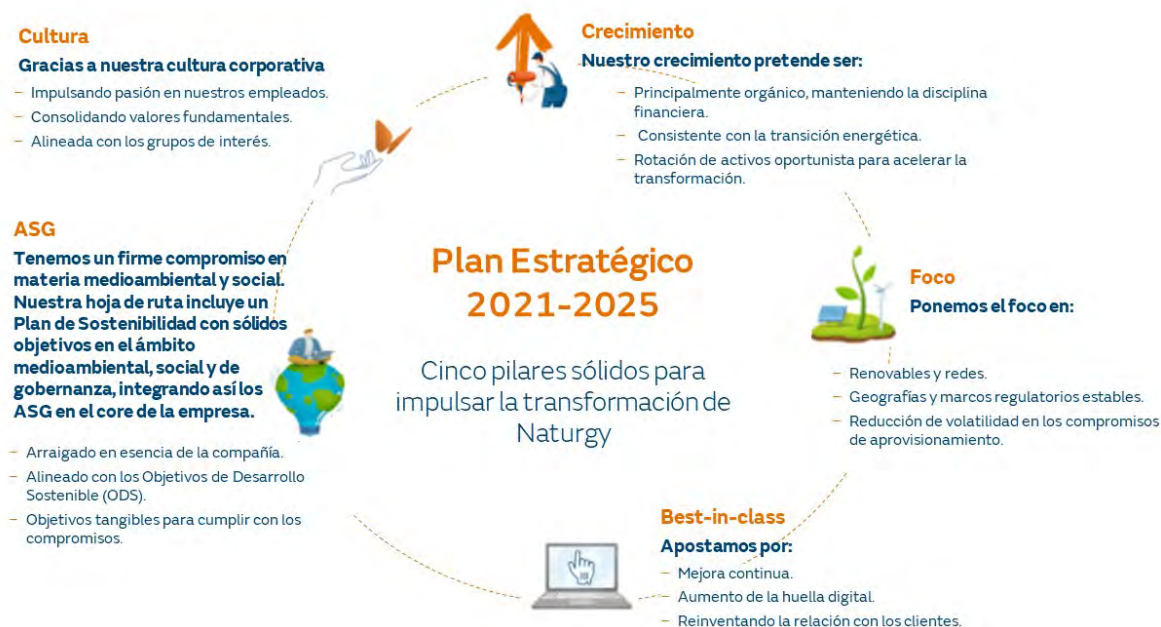 Cultura
Gracias a nuestra cultura corporativa
– Impulsando pasión en nuestros empleados.
– Consolidando valores fundamentales.
– Alineada con los grupos de interés.
Crecimiento
Nuestro crecimiento pretende ser:
– Principalmente orgánico, manteniendo la disciplina
financiera.
– Consistente con la transición energética.
– Rotación de activos oportunista para acelerar la
transformación.
ASG
Tenemos un firme compromiso en
materia medioambiental y social.
Nuestra hoja de ruta incluye un
Plan de Sostenibilidad con sólidos
objetivos en el ámbito
medioambiental, social y de
gobernanza, integrando así los
ASG en el core de la empresa.
– Arraigado en esencia de la compañía.
– Alineado con los Objetivos de Desarrollo
Sostenible (ODS).
– Objetivos tangibles para cumplir con los
compromisos.
Plan Estratégico
2021-2025
Cinco pilares sólidos para
impulsar la transformación de
Naturgy
Foco
Ponemos el foco en:
– Renovables y redes.
– Geografías y marcos regulatorios estables.
– Reducción de volatilidad en los compromisos
de aprovisionamiento.
Best-in-class
Apostamos por:
– Mejora continua.
– Aumento de la huella digital.
– Reinventando la relación con los clientes.